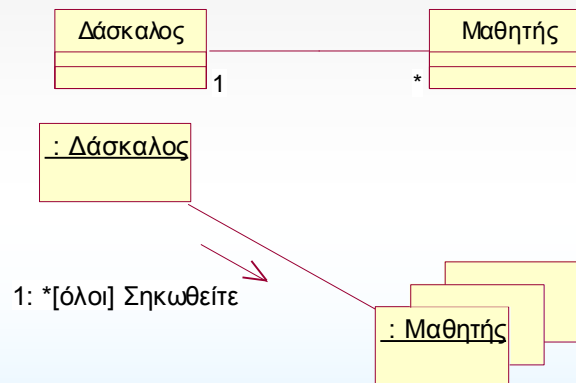 Δάσκαλος Μαθητής
1 *
: Δάσκαλος
1: *[όλοι] Σηκωθείτε
: Μαθητής